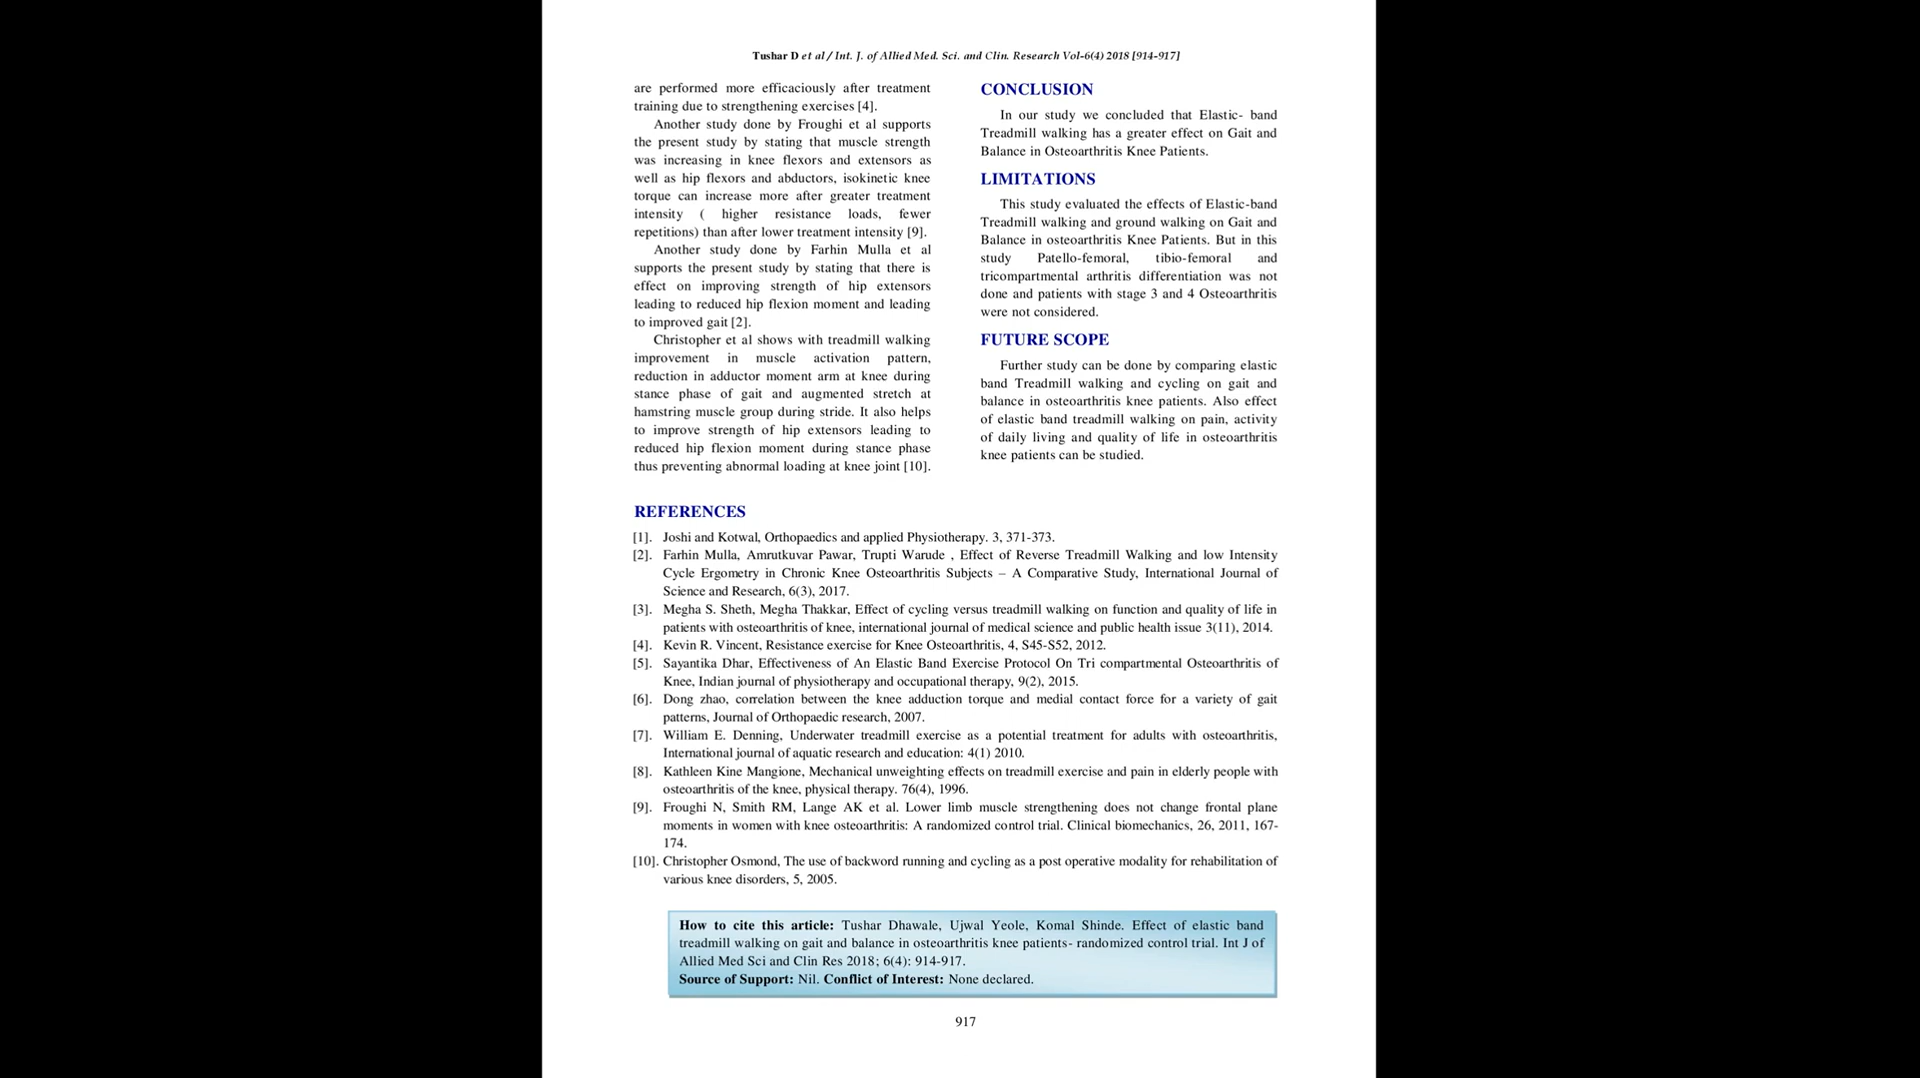 Tushar D et al / Int. J. of Allied Med. Sci. and Clin. Research Vol-6(4) 2018 [914-917]
are performed more efficaciously after treatment
training due to strengthening exercises [4].
Another study done by Froughi et al supports
the present study by stating that muscle strength
was increasing in knee flexors and extensors as
well as hip flexors and abductors, isokinetic knee
torque can increase more after greater treatment
intensity ( higher resistance loads, fewer
repetitions) than after lower treatment intensity [9].
Another study done by Farhin Mulla et al
supports the present study by stating that there is
effect on improving strength of hip extensors
leading to reduced hip flexion moment and leading
to improved gait [2].
Christopher et al shows with treadmill walking
improvement in muscle activation pattern,
reduction in adductor moment arm at knee during
stance phase of gait and augmented stretch at
hamstring muscle group during stride. It also helps
to improve strength of hip extensors leading to
reduced hip flexion moment during stance phase
thus preventing abnormal loading at knee joint [10].
CONCLUSION
In our study we concluded that Elastic- band
Treadmill walking has a greater effect on Gait and
Balance in Osteoarthritis Knee Patients.
LIMITATIONS
This study evaluated the effects of Elastic-band
Treadmill walking and ground walking on Gait and
Balance in osteoarthritis Knee Patients. But in this
study Patello-femoral, tibio-femoral and
tricompartmental arthritis differentiation was not
done and patients with stage 3 and 4 Osteoarthritis
were not considered.
FUTURE SCOPE
Further study can be done by comparing elastic
band Treadmill walking and cycling on gait and
balance in osteoarthritis knee patients. Also effect
of elastic band treadmill walking on pain, activity
of daily living and quality of life in osteoarthritis
knee patients can be studied.
REFERENCES
[1]. Joshi and Kotwal, Orthopaedics and applied Physiotherapy. 3, 371-373.
[2]. Farhin Mulla, Amrutkuvar Pawar, Trupti Warude , Effect of Reverse Treadmill Walking and low Intensity
Cycle Ergometry in Chronic Knee Osteoarthritis Subjects – A Comparative Study, International Journal of
Science and Research, 6(3), 2017.
[3]. Megha S. Sheth, Megha Thakkar, Effect of cycling versus treadmill walking on function and quality of life in
patients with osteoarthritis of knee, international journal of medical science and public health issue 3(11), 2014.
[4]. Kevin R. Vincent, Resistance exercise for Knee Osteoarthritis, 4, S45-S52, 2012.
[5]. Sayantika Dhar, Effectiveness of An Elastic Band Exercise Protocol On Tri compartmental Osteoarthritis of
Knee, Indian journal of physiotherapy and occupational therapy, 9(2), 2015.
[6]. Dong zhao, correlation between the knee adduction torque and medial contact force for a variety of gait
patterns, Journal of Orthopaedic research, 2007.
[7]. William E. Denning, Underwater treadmill exercise as a potential treatment for adults with osteoarthritis,
International journal of aquatic research and education: 4(1) 2010.
[8]. Kathleen Kine Mangione, Mechanical unweighting effects on treadmill exercise and pain in elderly people with
osteoarthritis of the knee, physical therapy. 76(4), 1996.
[9]. Froughi N, Smith RM, Lange AK et al. Lower limb muscle strengthening does not change frontal plane
moments in women with knee osteoarthritis: A randomized control trial. Clinical biomechanics, 26, 2011, 167-
174.
[10]. Christopher Osmond, The use of backword running and cycling as a post operative modality for rehabilitation of
various knee disorders, 5, 2005.
How to cite this article: Tushar Dhawale, Ujwal Yeole, Komal Shinde. Effect of elastic band
treadmill walking on gait and balance in osteoarthritis knee patients- randomized control trial. Int J of
Allied Med Sci and Clin Res 2018; 6(4): 914-917.
Source of Support: Nil. Conflict of Interest: None declared.
917